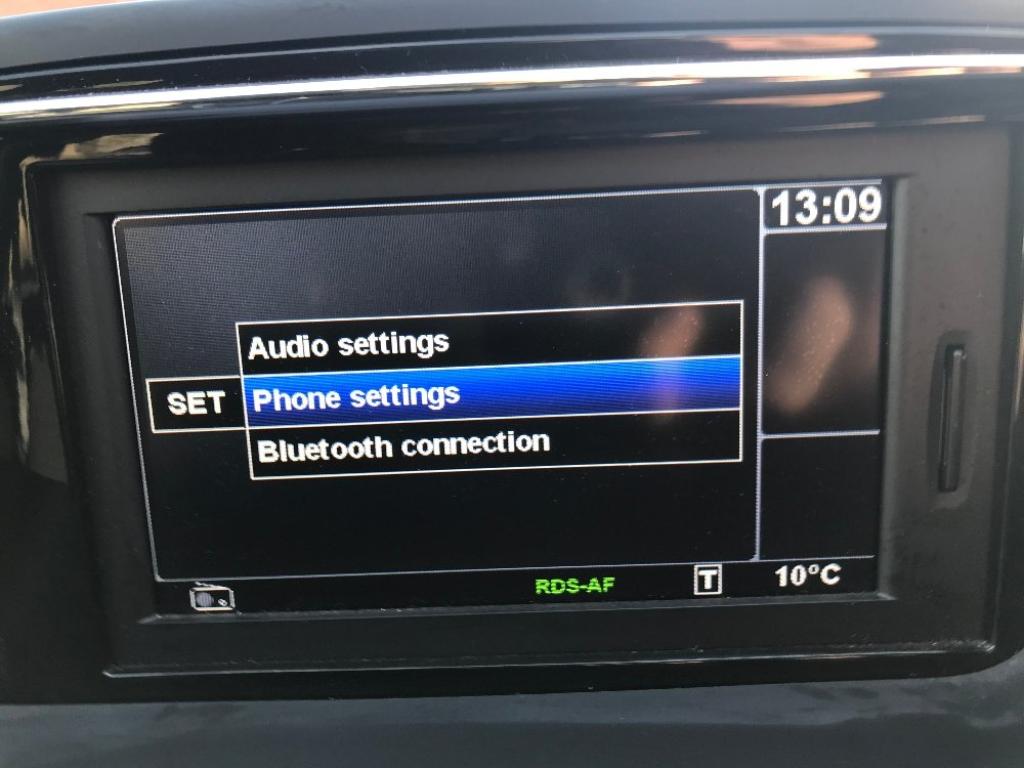 13:09
Audio settings
SET
Phone settings
Bluetooth connection
RDS-AF
T
10°C